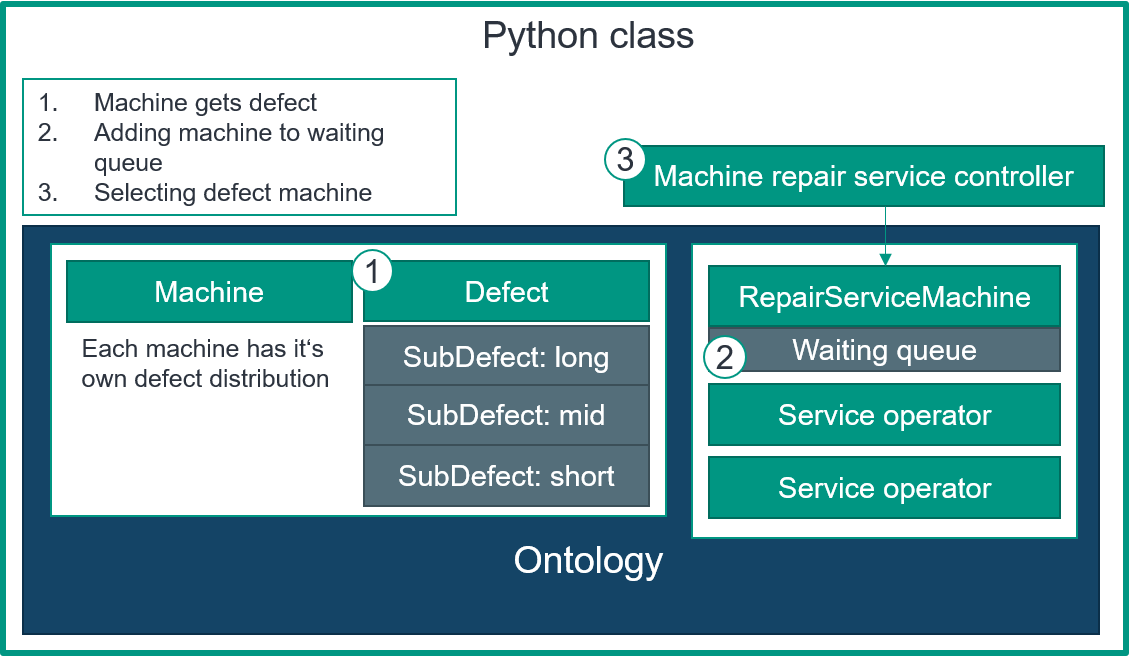 Python class
1. Machine gets defect
2. Adding machine to waiting
queue
3. Selecting defect machine
3
Machine repair service controller
Machine
1
Defect
Each machine has it‘s
own defect distribution
SubDefect: long
SubDefect: mid
SubDefect: short
RepairServiceMachine
2
Waiting queue
Service operator
Service operator
Ontology